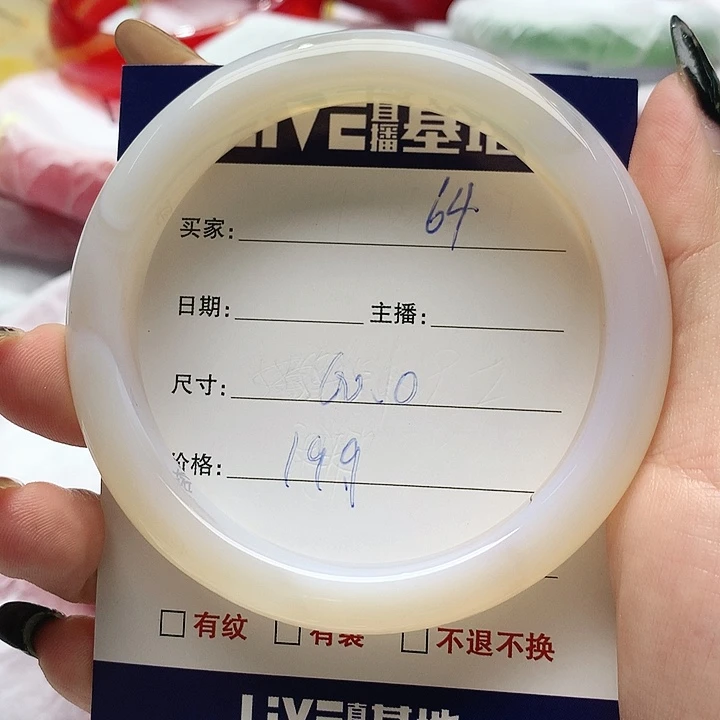 LIVE直播基地
买家: 64
日期: 主播:
尺寸: 60.0
价格: 199
□有纹 □有裂 □不退不换
LIVE直播基地